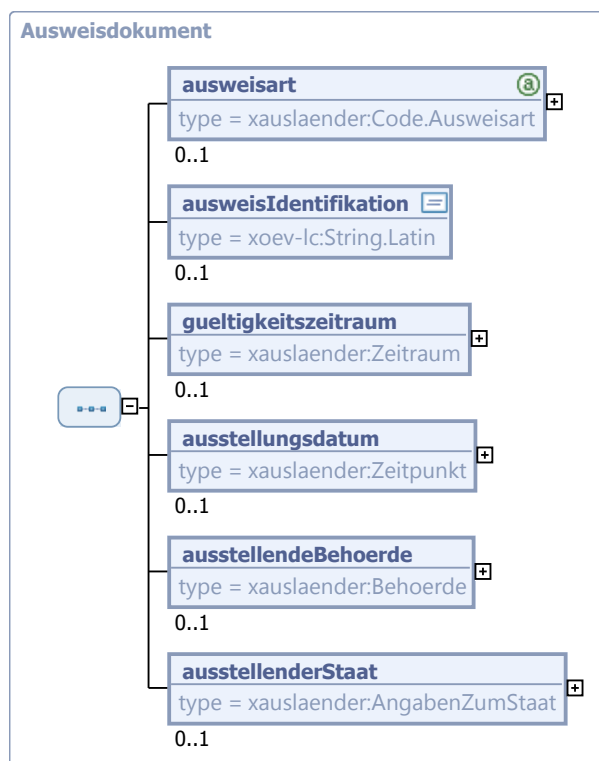 Ausweisdokument
ausweisart
type = xauslaender:Code.Ausweisart
0..1
ausweisIdentifikation
type = xoev-lc:String.Latin
0..1
gueltigkeitszeitraum
type = xauslaender:Zeitraum
0..1
ausstellungsdatum
type = xauslaender:Zeitpunkt
0..1
ausstellendeBehoerde
type = xauslaender:Behoerde
0..1
ausstellenderStaat
type = xauslaender:AngabenZumStaat
0..1